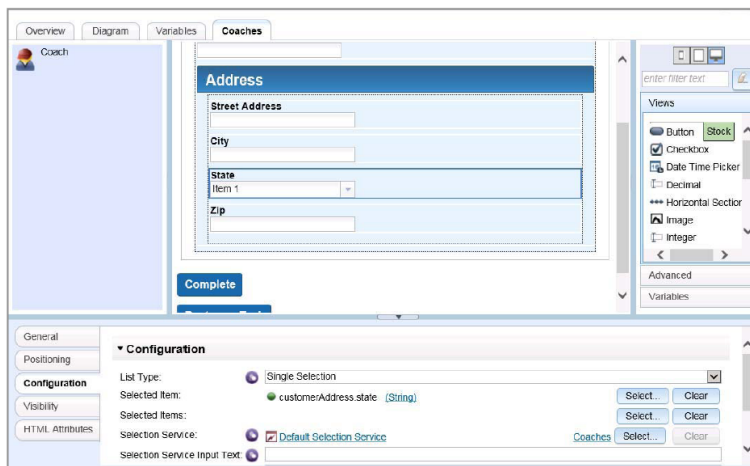 Overview Diagram Variables Coaches
Coach
Address
Street Address
City
State
Item 1
Zip
Complete
enter filter text
Views
Button Stock
Checkbox
Date Time Picker
Decimal
Horizontal Section
Image
Integer
Advanced
Variables
General
Positioning
Configuration
Visibility
HTML Attributes
Configuration
List Type: Single Selection
Selected Item: customerAddress.state (String) Select... Clear
Selected Items: Select... Clear
Selection Service: Default Selection Service Coaches Select... Clear
Selection Service Input Text: